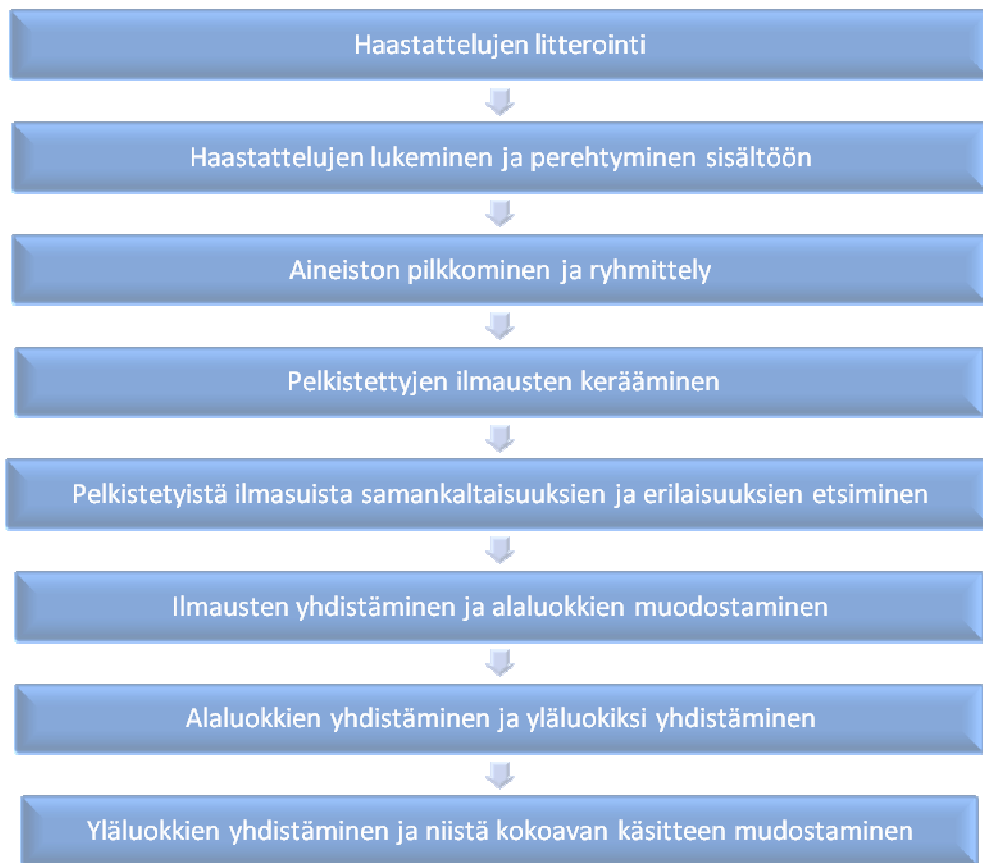 Haastattelujen litterointi
Haastattelujen lukeminen ja perehtyminen sisältöön
Aineiston pilkkominen ja ryhmittely
Pelkistettyjen ilmausten kerääminen
Pelkistetyistä ilmasuista samankaltaisuuksien ja erilaisuuksien etsiminen
Ilmausten yhdistäminen ja alaluokkien muodostaminen
Alaluokkien yhdistäminen ja yläluokiksi yhdistäminen
Yläluokkien yhdistäminen ja niistä kokoavan käsitteen mudostaminen